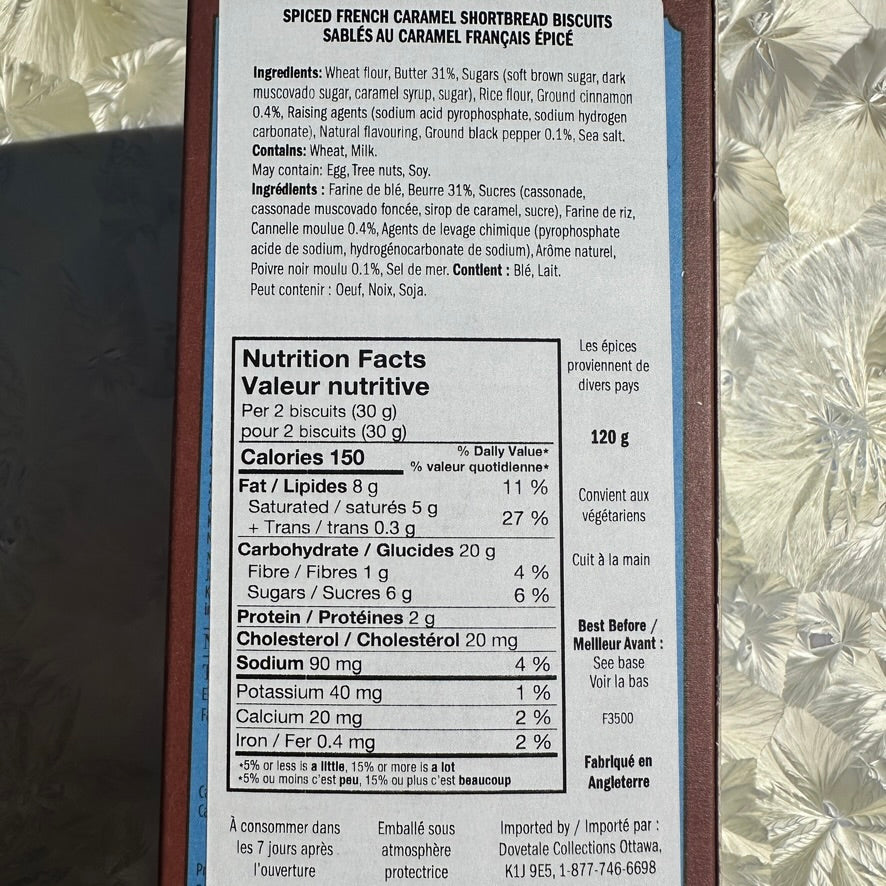 SPICED FRENCH CARAMEL SHORTBREAD BISCUITS
SABLÉS AU CARAMEL FRANÇAIS ÉPICÉ
Ingredients: Wheat flour, Butter 31%, Sugars (soft brown sugar, dark
muscovado sugar, caramel syrup, sugar), Rice flour, Ground cinnamon
0.4%, Raising agents (sodium acid pyrophosphate, sodium hydrogen
carbonate), Natural flavouring, Ground black pepper 0.1%, Sea salt.
Contains: Wheat, Milk.
May contain: Egg, Tree nuts, Soy.
Ingrédients : Farine de blé, Beurre 31%, Sucres (cassonade,
cassonade muscovado foncée, sirop de caramel, sucre), Farine de riz,
Cannelle moulue 0.4%, Agents de levage chimique (pyrophosphate
acide de sodium, hydrogénocarbonate de sodium), Arôme naturel,
Poivre noir moulu 0.1%, Sel de mer. Contient : Blé, Lait.
Peut contenir : Oeuf, Noix, Soja.
Nutrition Facts
Valeur nutritive
Per 2 biscuits (30 g)
pour 2 biscuits (30 g)
Calories 150
% Daily Value*
% valeur quotidienne*
Fat / Lipides 8 g 11 %
Saturated / saturés 5 g
+ Trans / trans 0.3 g 27 %
Carbohydrate / Glucides 20 g
Fibre / Fibres 1 g 4 %
Sugars / Sucres 6 g 6 %
Protein / Protéines 2 g
Cholesterol / Cholestérol 20 mg
Sodium 90 mg 4 %
Potassium 40 mg 1 %
Calcium 20 mg 2 %
Iron / Fer 0.4 mg 2 %
*5% or less is a little, 15% or more is a lot
*5% ou moins c'est peu, 15% ou plus c'est beaucoup
Les épices
proviennent de
divers pays
120 g
Convient aux
végétariens
Cuit à la main
Best Before /
Meilleur Avant :
See base
Voir la bas
F3500
Fabriqué en
Angleterre
À consommer dans
les 7 jours après
l'ouverture
Emballé sous
atmosphère
protectrice
Imported by / Importé par :
Dovetale Collections Ottawa,
K1J 9E5, 1-877-746-6698